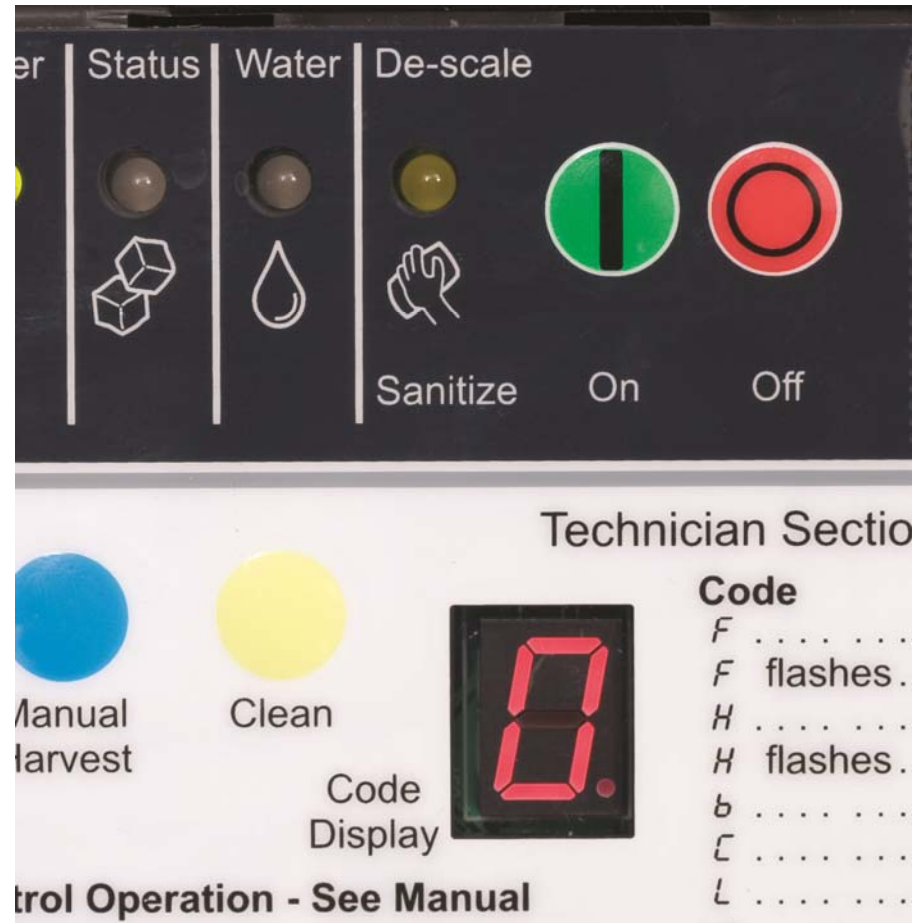 er Status Water De-scale
Sanitize On Off
Technician Sectio
Code
F . . . . . . . .
F flashes .
H . . . . . . . .
H flashes .
b . . . . . . . .
C . . . . . . . .
L . . . . . . . .
Manual
Harvest
Clean
Code
Display
0.
trol Operation - See Manual